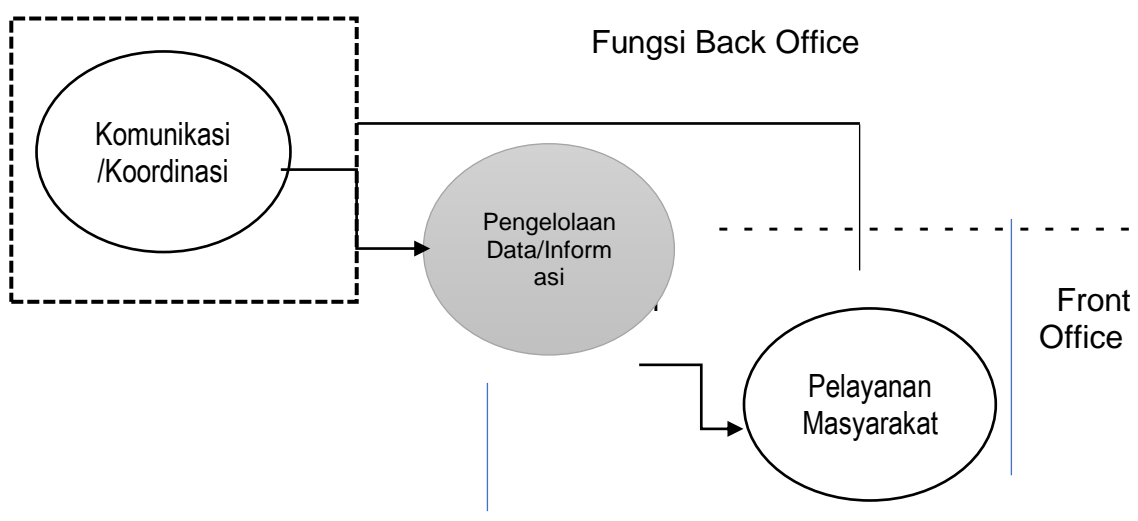 Fungsi Back Office
Komunikasi
/Koordinasi
Pengelolaan
Data/Inform
asi
Front
Office
Pelayanan
Masyarakat